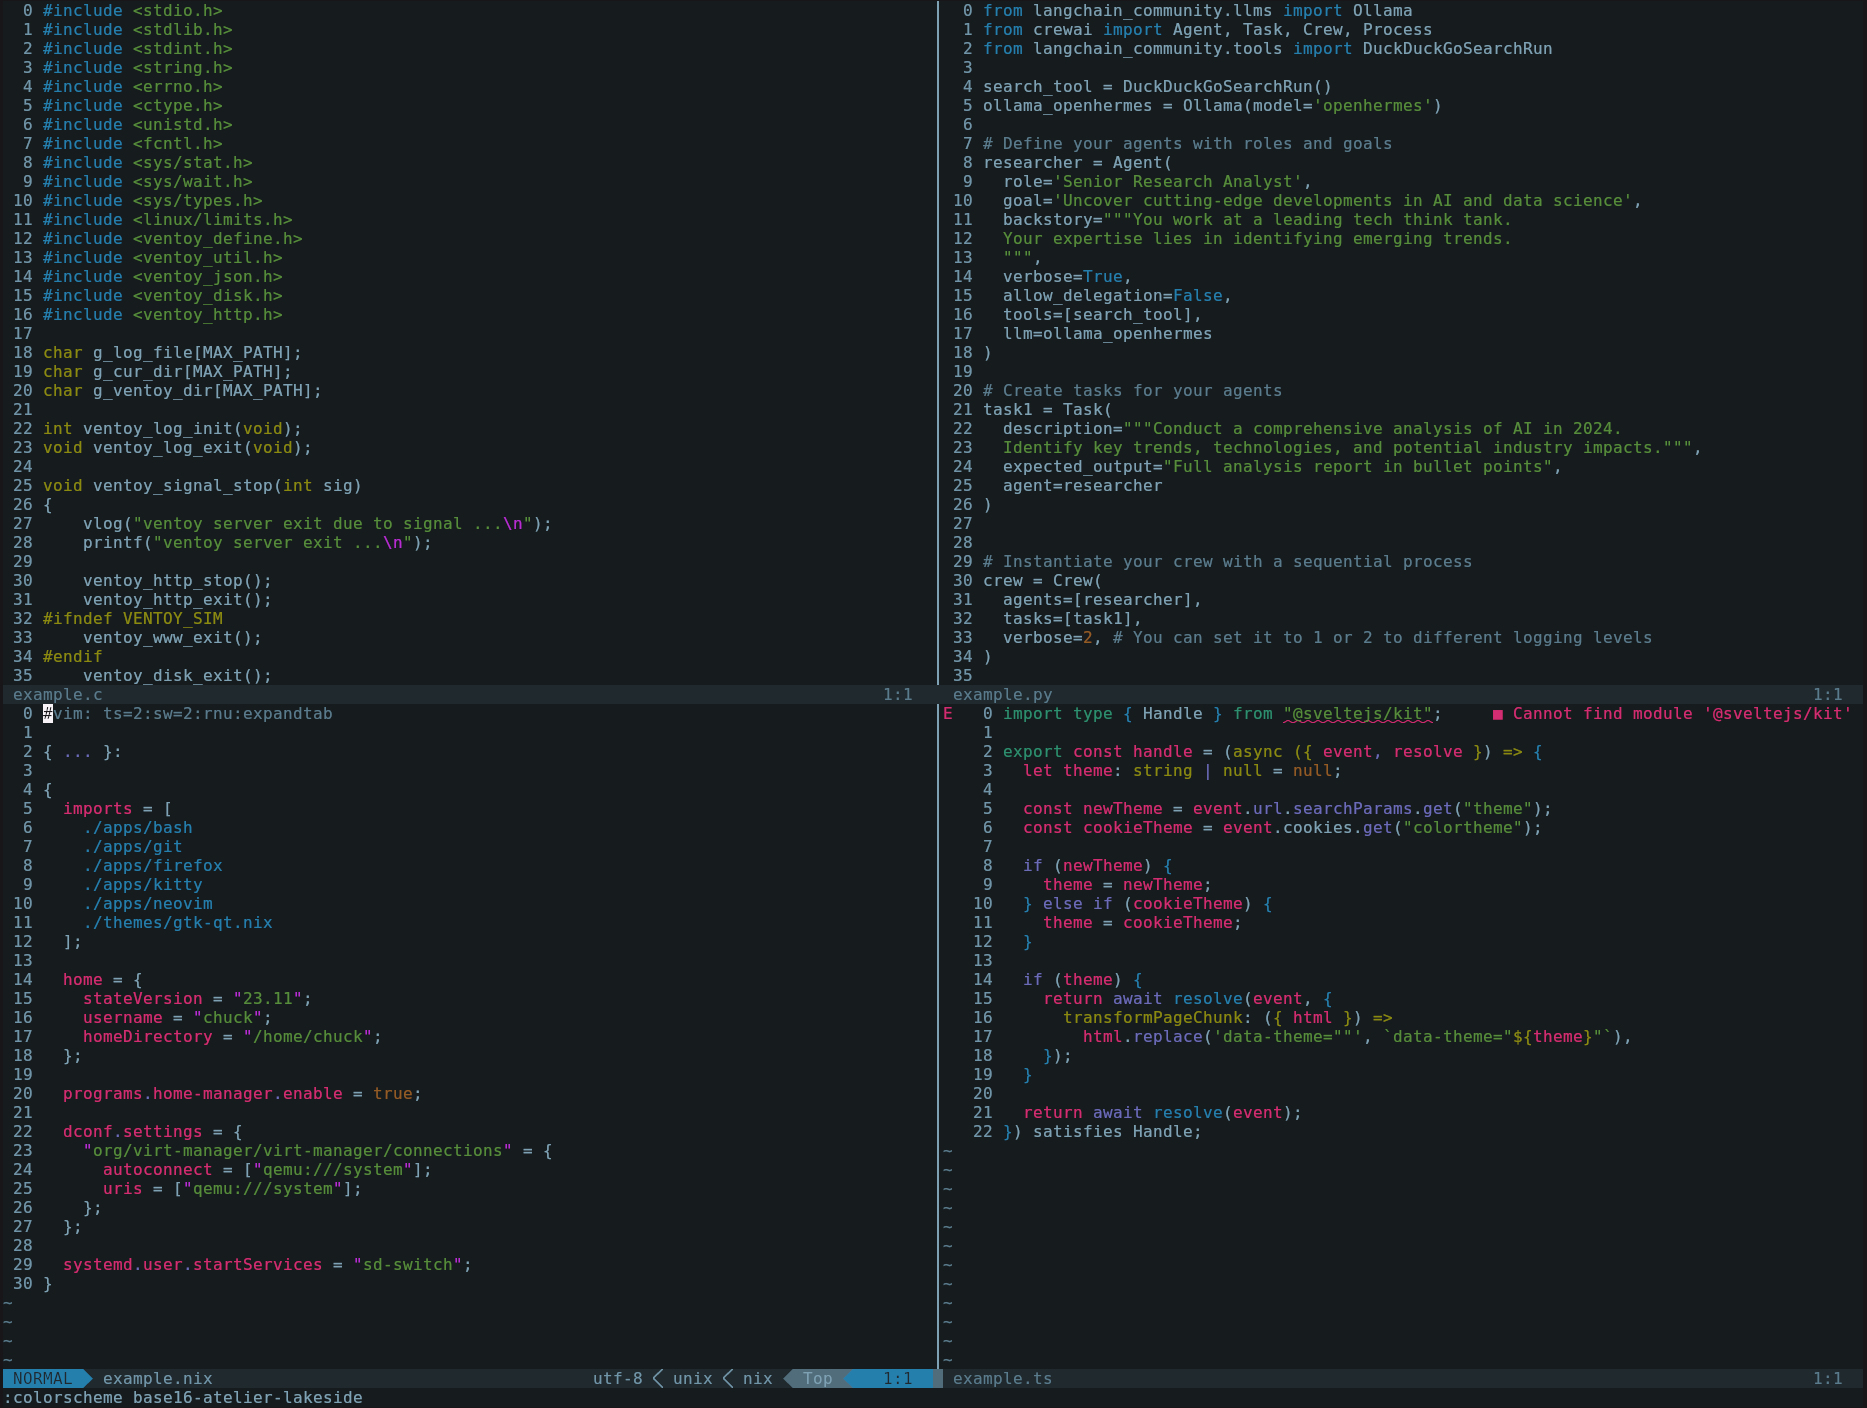 0 #include <stdio.h>
1 #include <stdlib.h>
2 #include <stdint.h>
3 #include <string.h>
4 #include <errno.h>
5 #include <ctype.h>
6 #include <unistd.h>
7 #include <fcntl.h>
8 #include <sys/stat.h>
9 #include <sys/wait.h>
10 #include <sys/types.h>
11 #include <linux/limits.h>
12 #include <ventoy_define.h>
13 #include <ventoy_util.h>
14 #include <ventoy_json.h>
15 #include <ventoy_disk.h>
16 #include <ventoy_http.h>
17
18 char g_log_file[MAX_PATH];
19 char g_cur_dir[MAX_PATH];
20 char g_ventoy_dir[MAX_PATH];
21
22 int ventoy_log_init(void);
23 void ventoy_log_exit(void);
24
25 void ventoy_signal_stop(int sig)
26 {
27     vlog("ventoy server exit due to signal ...\n");
28     printf("ventoy server exit ...\n");
29
30     ventoy_http_stop();
31     ventoy_http_exit();
32 #ifndef VENTOY_SIM
33     ventoy_www_exit();
34 #endif
35     ventoy_disk_exit();
example.c 1:1
0 from langchain_community.llms import Ollama
1 from crewai import Agent, Task, Crew, Process
2 from langchain_community.tools import DuckDuckGoSearchRun
3
4 search_tool = DuckDuckGoSearchRun()
5 ollama_openhermes = Ollama(model='openhermes')
6
7 # Define your agents with roles and goals
8 researcher = Agent(
9   role='Senior Research Analyst',
10   goal='Uncover cutting-edge developments in AI and data science',
11   backstory="""You work at a leading tech think tank.
12   Your expertise lies in identifying emerging trends.
13   """,
14   verbose=True,
15   allow_delegation=False,
16   tools=[search_tool],
17   llm=ollama_openhermes
18 )
19
20 # Create tasks for your agents
21 task1 = Task(
22   description="""Conduct a comprehensive analysis of AI in 2024.
23   Identify key trends, technologies, and potential industry impacts.""",
24   expected_output="Full analysis report in bullet points",
25   agent=researcher
26 )
27
28
29 # Instantiate your crew with a sequential process
30 crew = Crew(
31   agents=[researcher],
32   tasks=[task1],
33   verbose=2, # You can set it to 1 or 2 to different logging levels
34 )
35
example.py 1:1
0 #vim: ts=2:sw=2:rnu:expandtab
1
2 { ... }:
3
4 {
5   imports = [
6     ./apps/bash
7     ./apps/git
8     ./apps/firefox
9     ./apps/kitty
10     ./apps/neovim
11     ./themes/gtk-qt.nix
12   ];
13
14   home = {
15     stateVersion = "23.11";
16     username = "chuck";
17     homeDirectory = "/home/chuck";
18   };
19
20   programs.home-manager.enable = true;
21
22   dconf.settings = {
23     "org/virt-manager/virt-manager/connections" = {
24       autoconnect = ["qemu:///system"];
25       uris = ["qemu:///system"];
26     };
27   };
28
29   systemd.user.startServices = "sd-switch";
30 }
~
~
~
~
NORMAL example.nix utf-8 unix nix Top 1:1
E 0 import type { Handle } from "@sveltejs/kit"; ■ Cannot find module '@sveltejs/kit'
1
2 export const handle = (async ({ event, resolve }) => {
3   let theme: string | null = null;
4
5   const newTheme = event.url.searchParams.get("theme");
6   const cookieTheme = event.cookies.get("colortheme");
7
8   if (newTheme) {
9     theme = newTheme;
10   } else if (cookieTheme) {
11     theme = cookieTheme;
12   }
13
14   if (theme) {
15     return await resolve(event, {
16       transformPageChunk: ({ html }) =>
17         html.replace('data-theme=""', `data-theme="${theme}"`),
18     });
19   }
20
21   return await resolve(event);
22 }) satisfies Handle;
~
~
~
~
~
~
~
~
~
~
~
~
example.ts 1:1
:colorscheme base16-atelier-lakeside